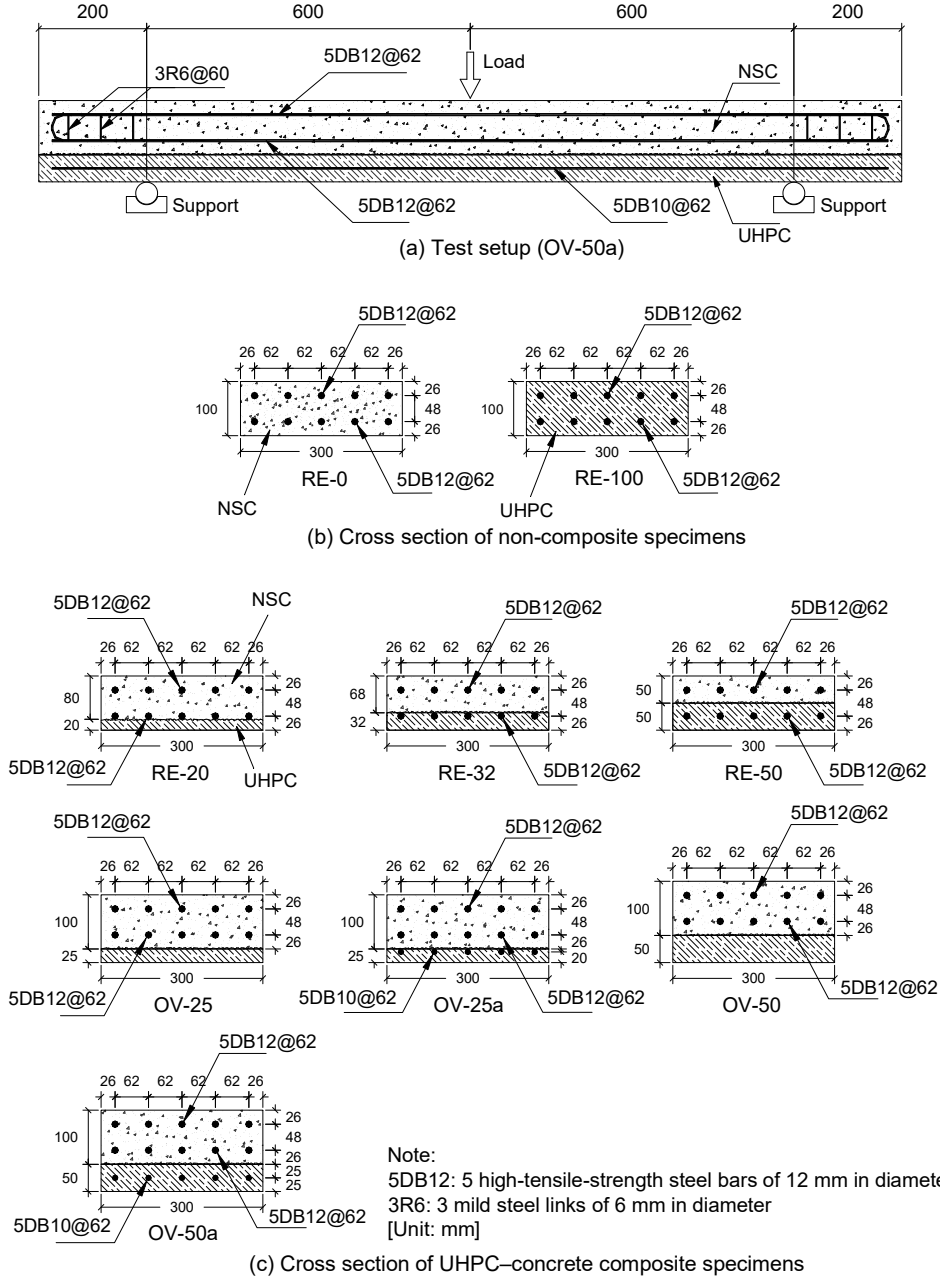 200 600 600 200
5DB12@62
Load
3R6@60
NSC
Support
5DB12@62
5DB10@62
Support
UHPC
(a) Test setup (OV-50a)
5DB12@62
5DB12@62
26 62 62 62 62 26
26 62 62 62 62 26
100
26
48
26
100
26
48
26
300
300
RE-0
5DB12@62
RE-100
5DB12@62
NSC
UHPC
(b) Cross section of non-composite specimens
5DB12@62
NSC
5DB12@62
5DB12@62
26 62 62 62 62 26
26 62 62 62 62 26
26 62 62 62 62 26
80
20
26
48
26
68
32
26
48
26
50
50
26
48
26
300
300
300
5DB12@62
RE-20
UHPC
RE-32
5DB12@62
RE-50
5DB12@62
5DB12@62
5DB12@62
5DB12@62
26 62 62 62 62 26
26 62 62 62 62 26
26 62 62 62 62 26
100
25
26
48
26
100
25
26
48
26
20
100
50
26
48
26
300
300
300
5DB12@62
OV-25
5DB10@62
OV-25a
5DB12@62
OV-50
5DB12@62
5DB12@62
26 62 62 62 62 26
100
50
26
48
26
25
25
300
5DB10@62
OV-50a
5DB12@62
Note:
5DB12: 5 high-tensile-strength steel bars of 12 mm in diamete
3R6: 3 mild steel links of 6 mm in diameter
[Unit: mm]
(c) Cross section of UHPC–concrete composite specimens